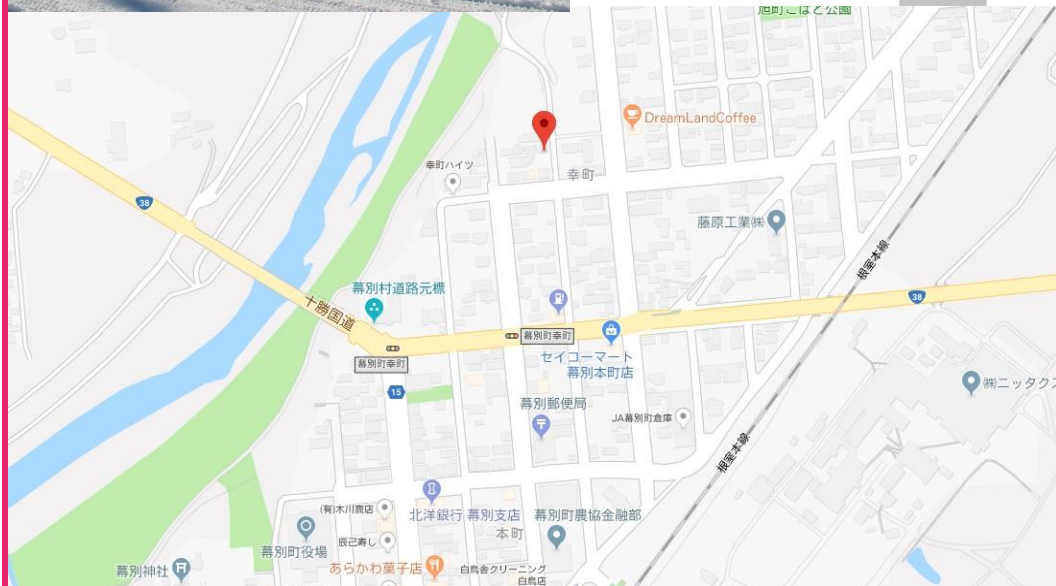 旭町こばと公園
DreamLandCoffee
幸町ハイツ
幸町
38
藤原工業㈱
根室本線
幕別村道路元標
十勝国道
38
幕別町幸町
幕別町幸町
セイコーマート
幕別本町店
㈱ニッタクス
15
幕別郵便局
JA幕別町倉庫
根室本線
(有)木川商店
北洋銀行 幕別支店
幕別町農協金融部
本町
幕別町役場
辰己寿し
幕別神社
あらかわ菓子店
白鳥舎クリーニング
白鳥店